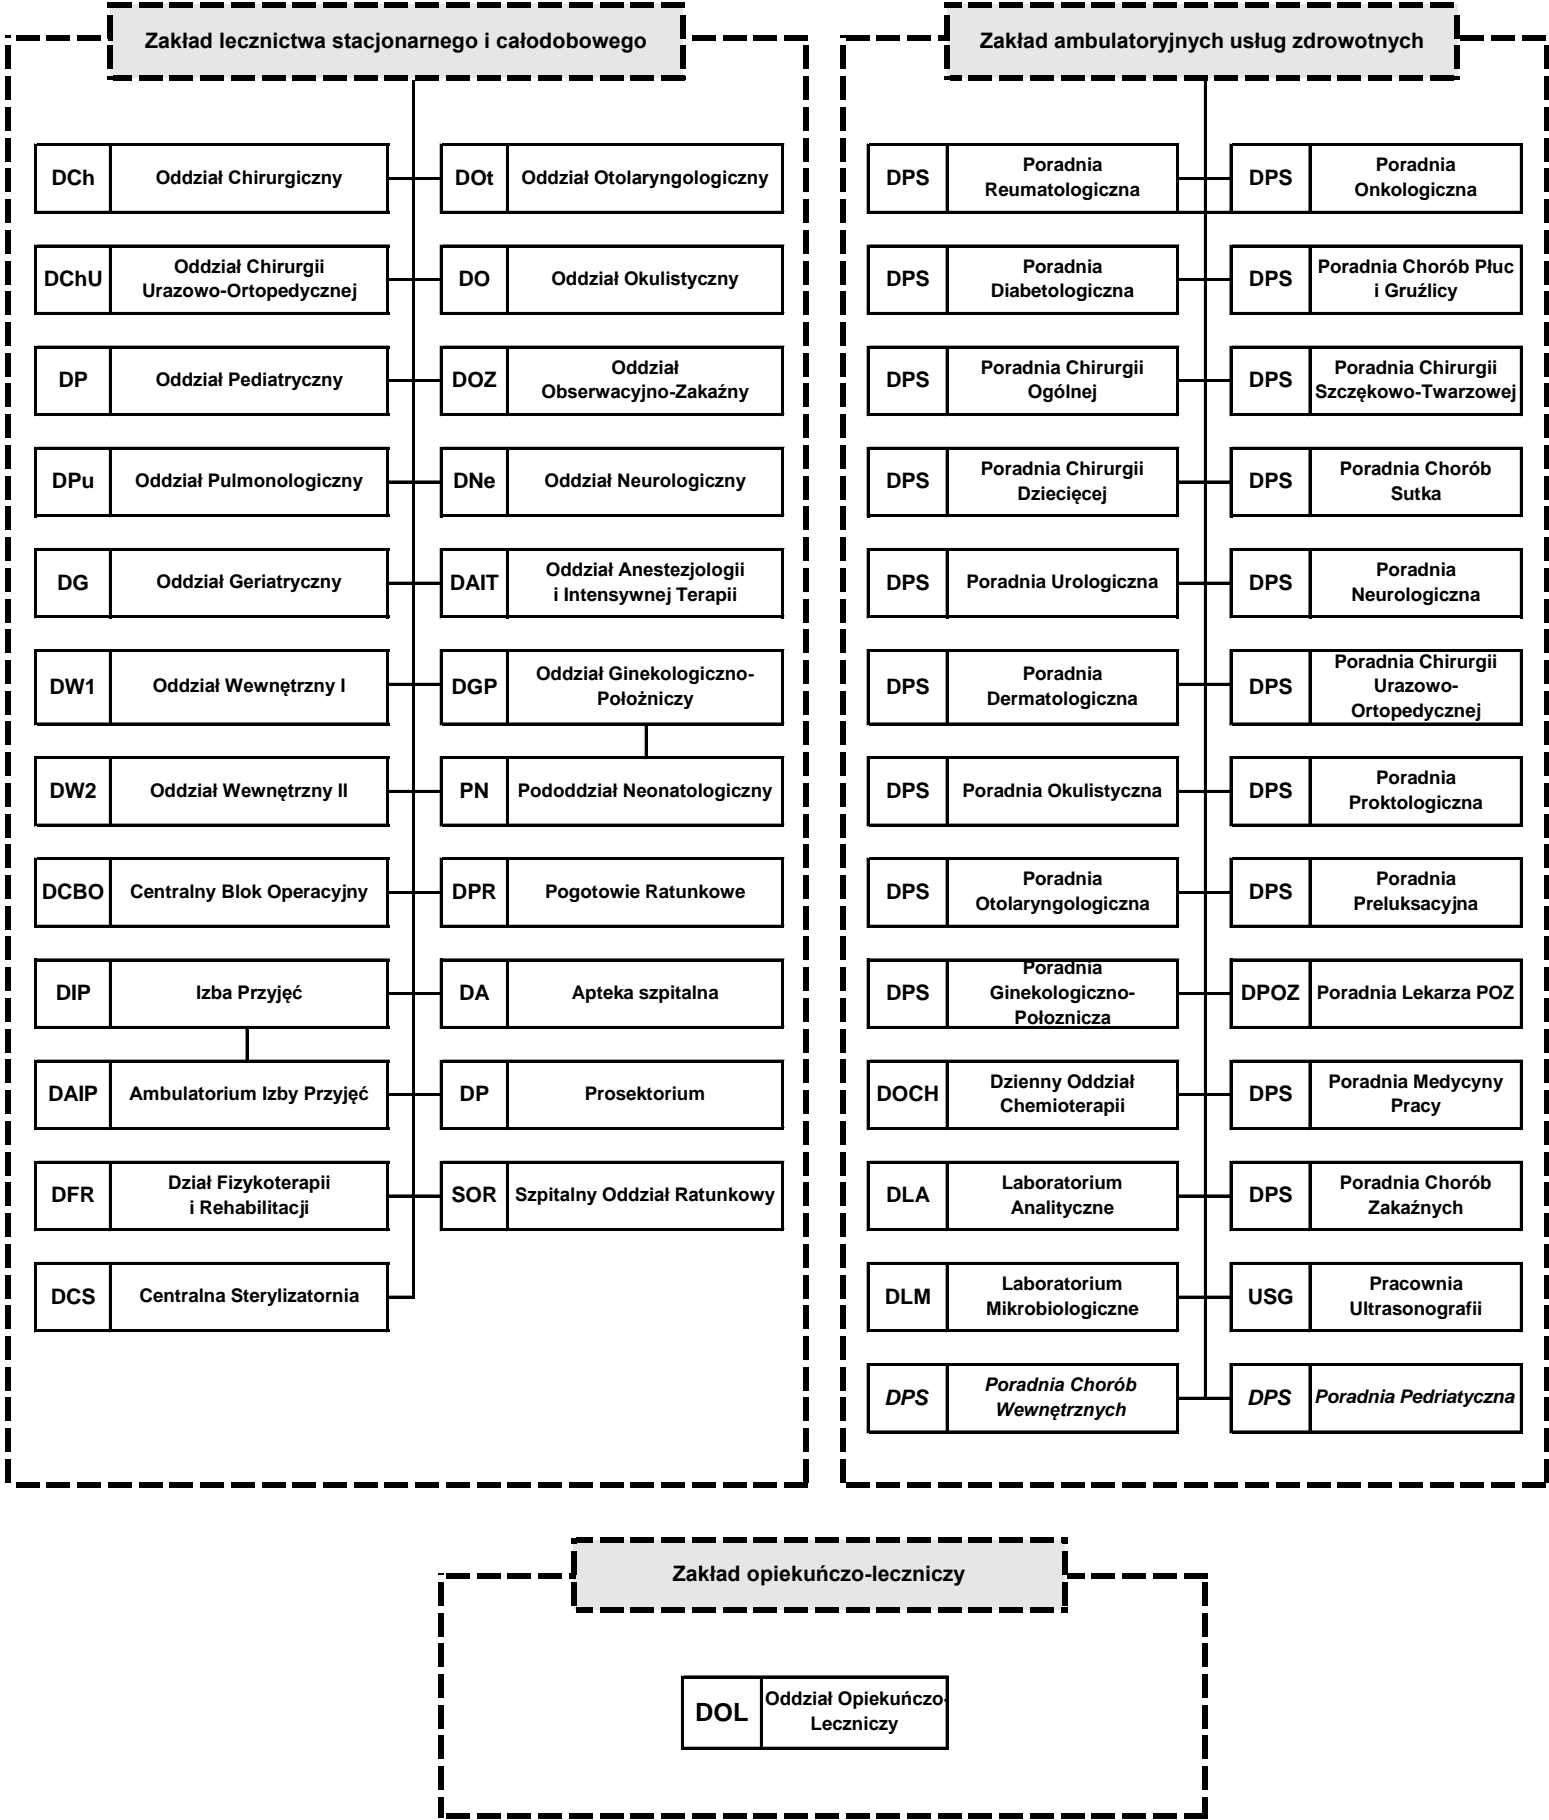 Zakład lecznictwa stacjonarnego i całodobowego
DCh
Oddział Chirurgiczny
DOt
Oddział Otolaryngologiczny
DChU
Oddział Chirurgii
Urazowo-Ortopedycznej
DO
Oddział Okulistyczny
DP
Oddział Pediatryczny
DOZ
Oddział
Obserwacyjno-Zakaźny
DPu
Oddział Pulmonologiczny
DNe
Oddział Neurologiczny
DG
Oddział Geriatryczny
DAIT
Oddział Anestezjologii
i Intensywnej Terapii
DW1
Oddział Wewnętrzny I
DGP
Oddział Ginekologiczno-
Położniczy
DW2
Oddział Wewnętrzny II
PN
Pododdział Neonatologiczny
DCBO
Centralny Blok Operacyjny
DPR
Pogotowie Ratunkowe
DIP
Izba Przyjęć
DA
Apteka szpitalna
DAIP
Ambulatorium Izby Przyjęć
DP
Prosektorium
DFR
Dział Fizykoterapii
i Rehabilitacji
SOR
Szpitalny Oddział Ratunkowy
DCS
Centralna Sterylizatornia
Zakład ambulatoryjnych usług zdrowotnych
DPS
Poradnia
Reumatologiczna
DPS
Poradnia
Onkologiczna
DPS
Poradnia
Diabetologiczna
DPS
Poradnia Chorób Płuc
i Gruźlicy
DPS
Poradnia Chirurgii
Ogólnej
DPS
Poradnia Chirurgii
Szczękowo-Twarzowej
DPS
Poradnia Chirurgii
Dziecięcej
DPS
Poradnia Chorób
Sutka
DPS
Poradnia Urologiczna
DPS
Poradnia
Neurologiczna
DPS
Poradnia
Dermatologiczna
DPS
Poradnia Chirurgii
Urazowo-
Ortopedycznej
DPS
Poradnia Okulistyczna
DPS
Poradnia
Proktologiczna
DPS
Poradnia
Otolaryngologiczna
DPS
Poradnia
Preluksacyjna
DPS
Poradnia
Ginekologiczno-
Połoznicza
DPOZ
Poradnia Lekarza POZ
DOCH
Dzienny Oddział
Chemioterapii
DPS
Poradnia Medycyny
Pracy
DLA
Laboratorium
Analityczne
DPS
Poradnia Chorób
Zakaźnych
DLM
Laboratorium
Mikrobiologiczne
USG
Pracownia
Ultrasonografii
DPS
Poradnia Chorób
Wewnętrznych
DPS
Poradnia Pedriatyczna
Zakład opiekuńczo-leczniczy
DOL
Oddział Opiekuńczo-
Leczniczy